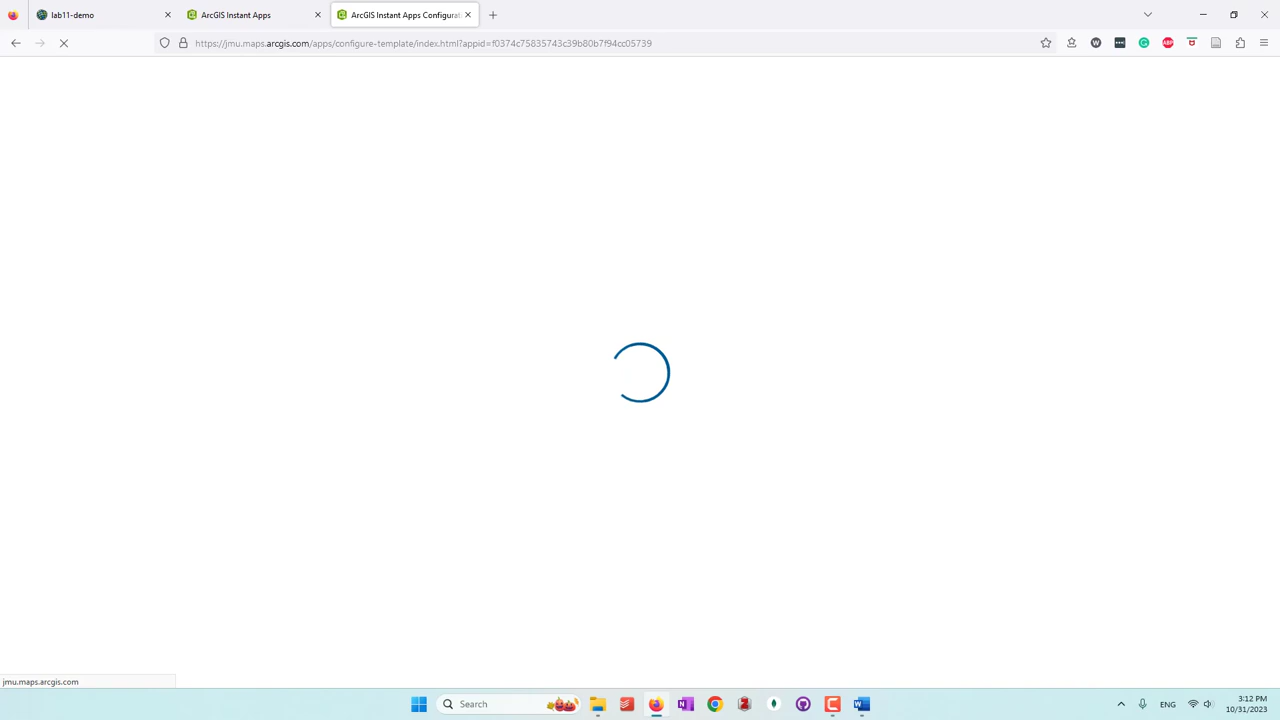 lab11-demo
ArcGIS Instant Apps
ArcGIS Instant Apps Configurat
https://jmu.maps.arcgis.com/apps/configure-template/index.html?appid=f0374c75835743c39b80b7f94cc05739
jmu.maps.arcgis.com
Search
ENG
3:12 PM
10/31/2023